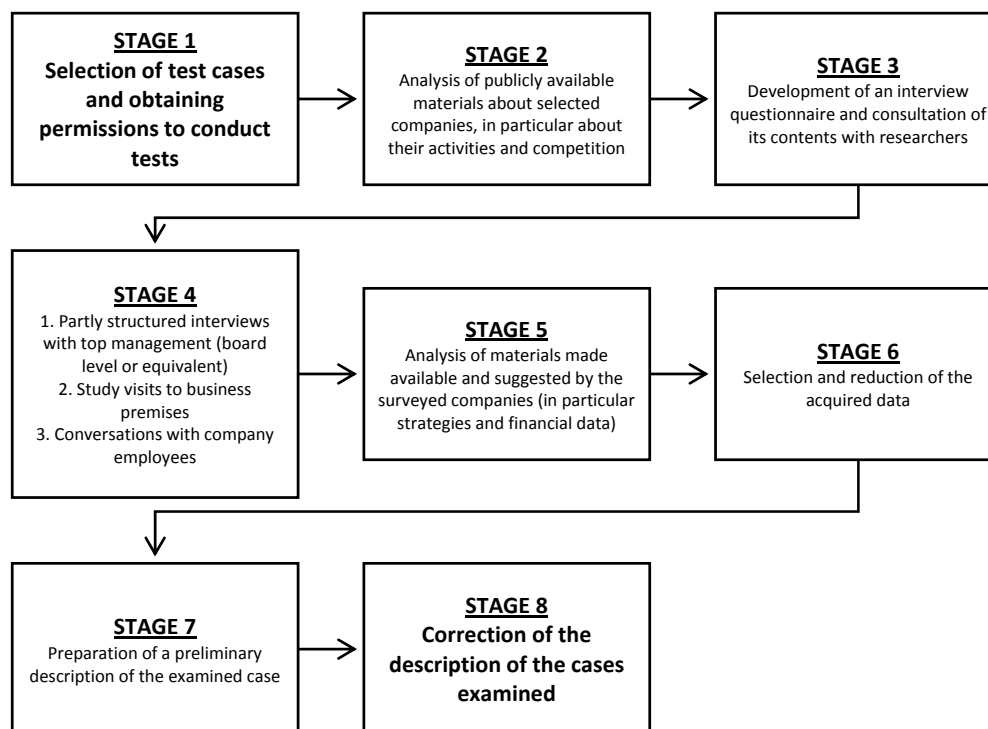 STAGE 1
Selection of test cases
and obtaining
permissions to conduct
tests
STAGE 2
Analysis of publicly available
materials about selected
companies, in particular about
their activities and competition
STAGE 3
Development of an interview
questionnaire and consultation of
its contents with researchers
STAGE 4
1. Partly structured interviews
with top management (board
level or equivalent)
2. Study visits to business
premises
3. Conversations with company
employees
STAGE 5
Analysis of materials made
available and suggested by the
surveyed companies (in particular
strategies and financial data)
STAGE 6
Selection and reduction of the
acquired data
STAGE 7
Preparation of a preliminary
description of the examined case
STAGE 8
Correction of the
description of the cases
examined